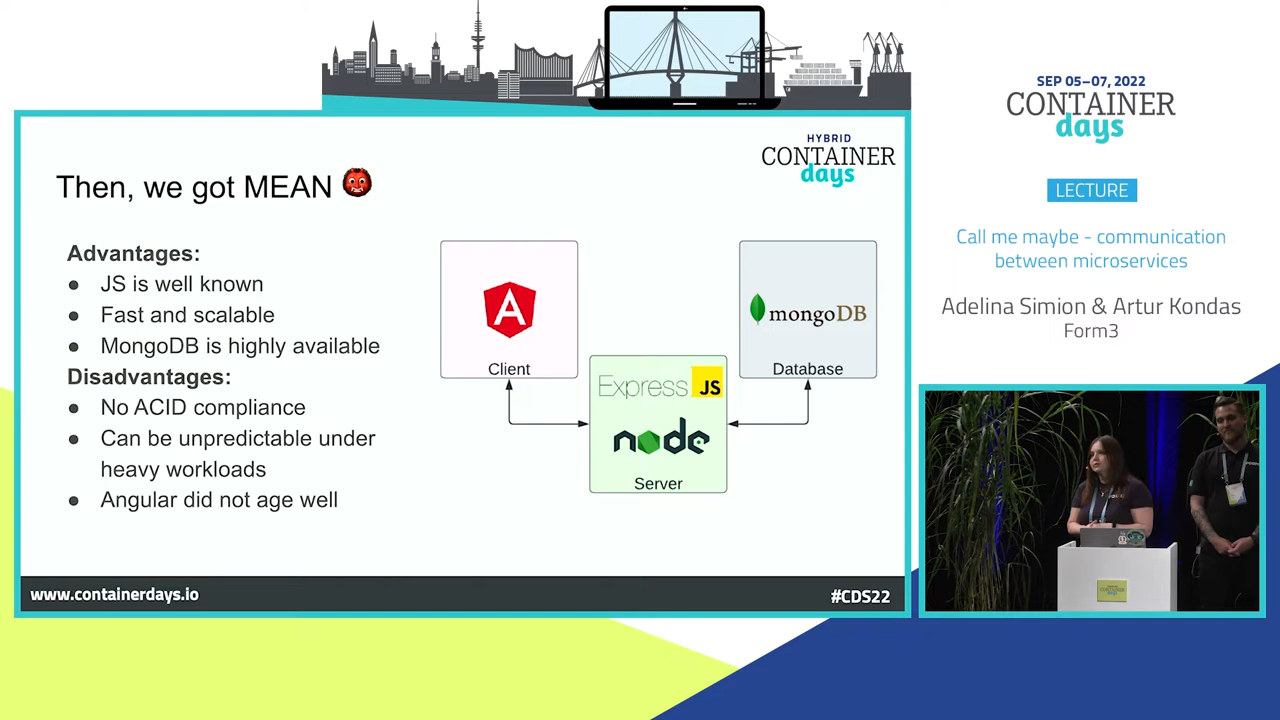 HYBRID
CONTAINER
days
Then, we got MEAN
Advantages:
JS is well known
Fast and scalable
MongoDB is highly available
Disadvantages:
No ACID compliance
Can be unpredictable under
heavy workloads
Angular did not age well
A
Client
mongoDB
Database
Express
JS
node
Server
www.containerdays.io
#CDS22
SEP 05–07, 2022
CONTAINER
days
LECTURE
Call me maybe - communication
between microservices
Adelina Simion & Artur Kondas
Form3